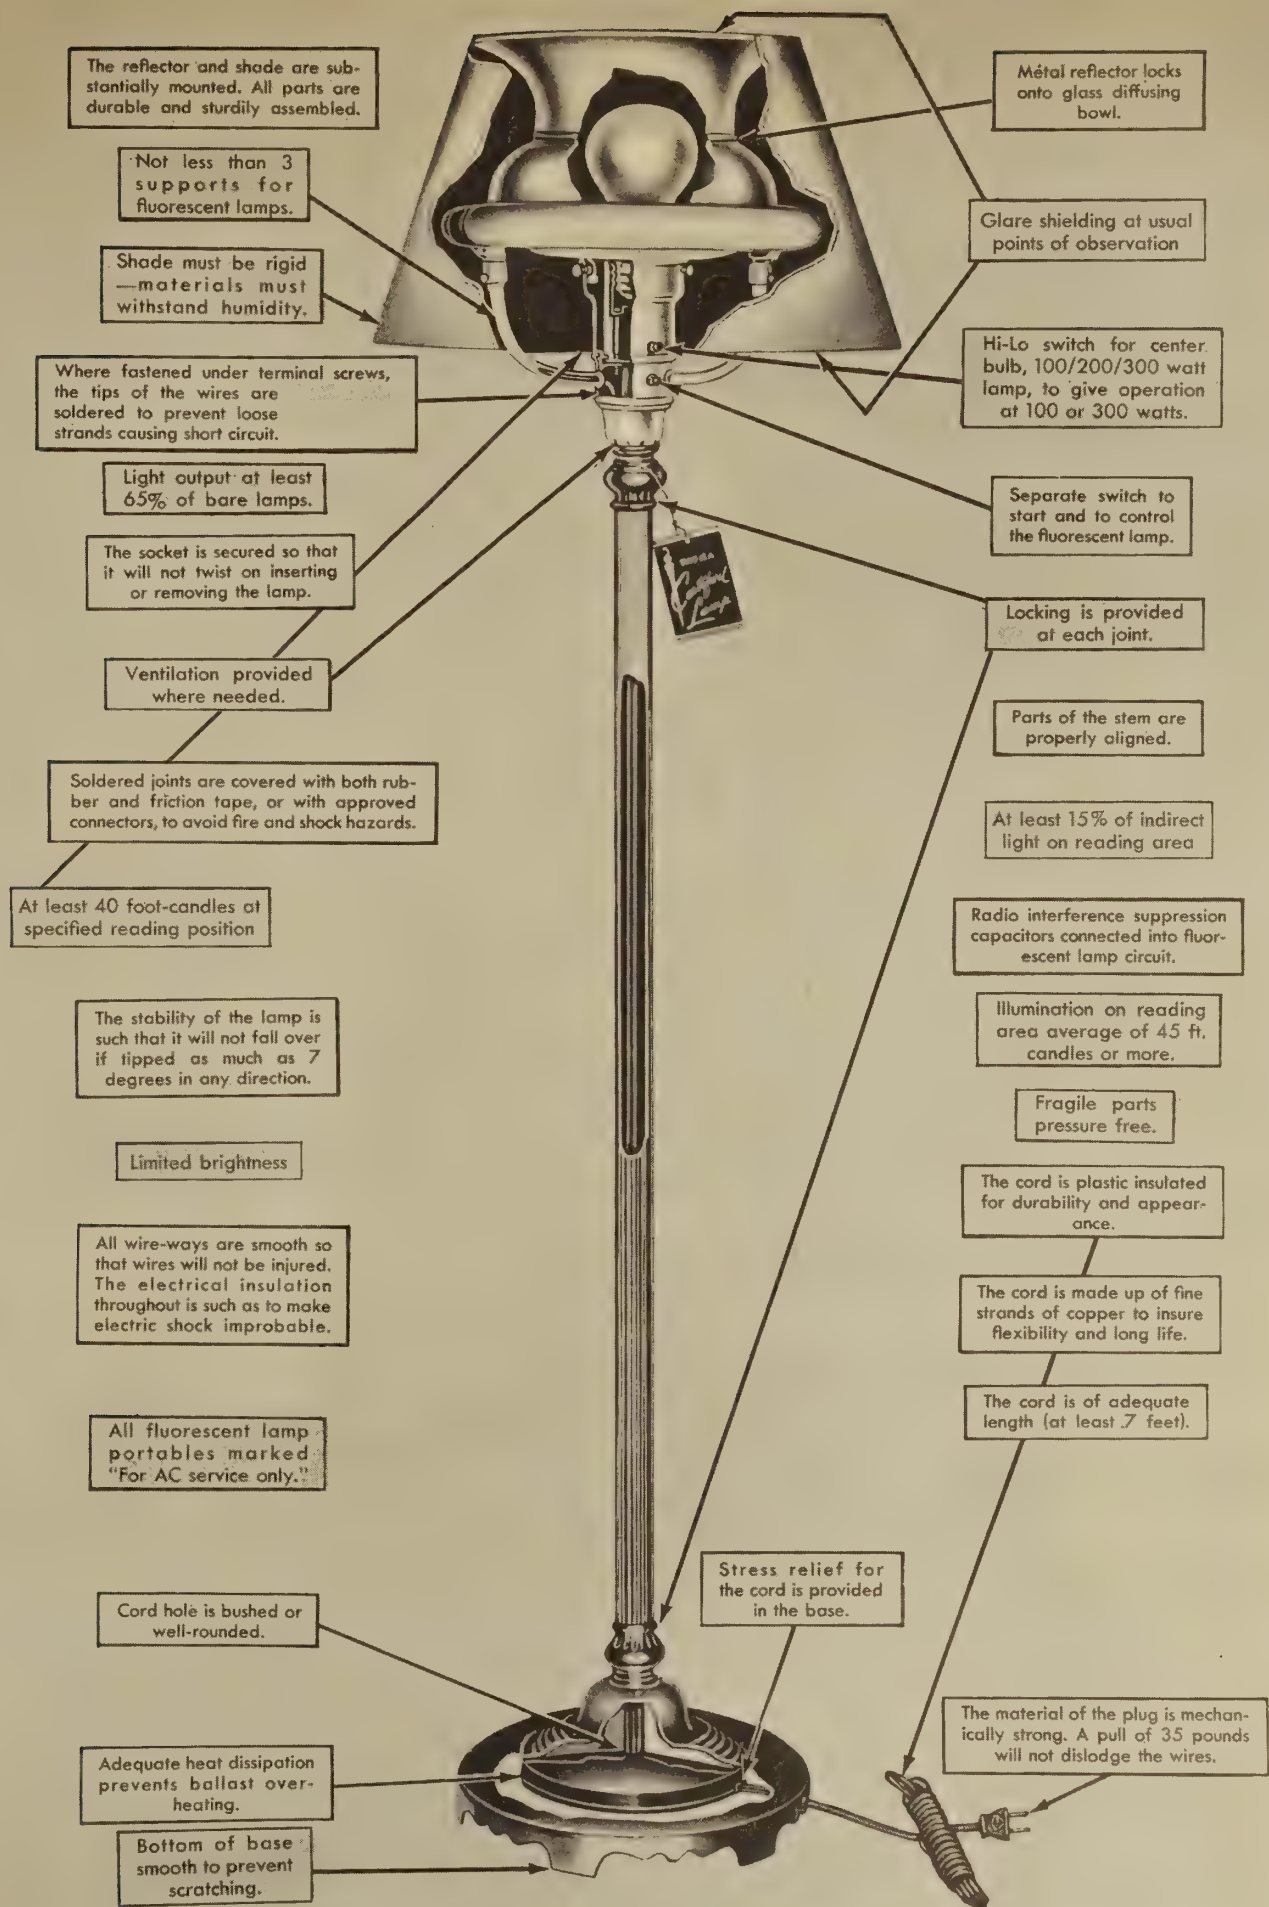 The reflector and shade are sub-
stantially mounted. All parts are
durable and sturdily assembled.
Not less than 3
supports for
fluorescent lamps.
Shade must be rigid
—materials must
withstand humidity.
Where fastened under terminal screws,
the tips of the wires are
soldered to prevent loose
strands causing short circuit.
Light output at least
65% of bare lamps.
The socket is secured so that
it will not twist on inserting
or removing the lamp.
Ventilation provided
where needed.
Soldered joints are covered with both rub-
ber and friction tape, or with approved
connectors, to avoid fire and shock hazards.
At least 40 foot-candles at
specified reading position
The stability of the lamp is
such that it will not fall over
if tipped as much as 7
degrees in any direction.
Limited brightness
All wire-ways are smooth so
that wires will not be injured.
The electrical insulation
throughout is such as to make
electric shock improbable.
All fluorescent lamp
portables marked
"For AC service only."
Cord hole is bushed or
well-rounded.
Adequate heat dissipation
prevents ballast over-
heating.
Bottom of base
smooth to prevent
scratching.
Certified
Lamp
Stress relief for
the cord is provided
in the base.
Metal reflector locks
onto glass diffusing
bowl.
Glare shielding at usual
points of observation
Hi-Lo switch for center
bulb, 100/200/300 watt
lamp, to give operation
at 100 or 300 watts.
Separate switch to
start and to control
the fluorescent lamp.
Locking is provided
at each joint.
Parts of the stem are
properly aligned.
At least 15% of indirect
light on reading area
Radio interference suppression
capacitors connected into fluor-
escent lamp circuit.
Illumination on reading
area average of 45 ft.
candles or more.
Fragile parts
pressure free.
The cord is plastic insulated
for durability and appear-
ance.
The cord is made up of fine
strands of copper to insure
flexibility and long life.
The cord is of adequate
length (at least 7 feet).
The material of the plug is mechan-
ically strong. A pull of 35 pounds
will not dislodge the wires.